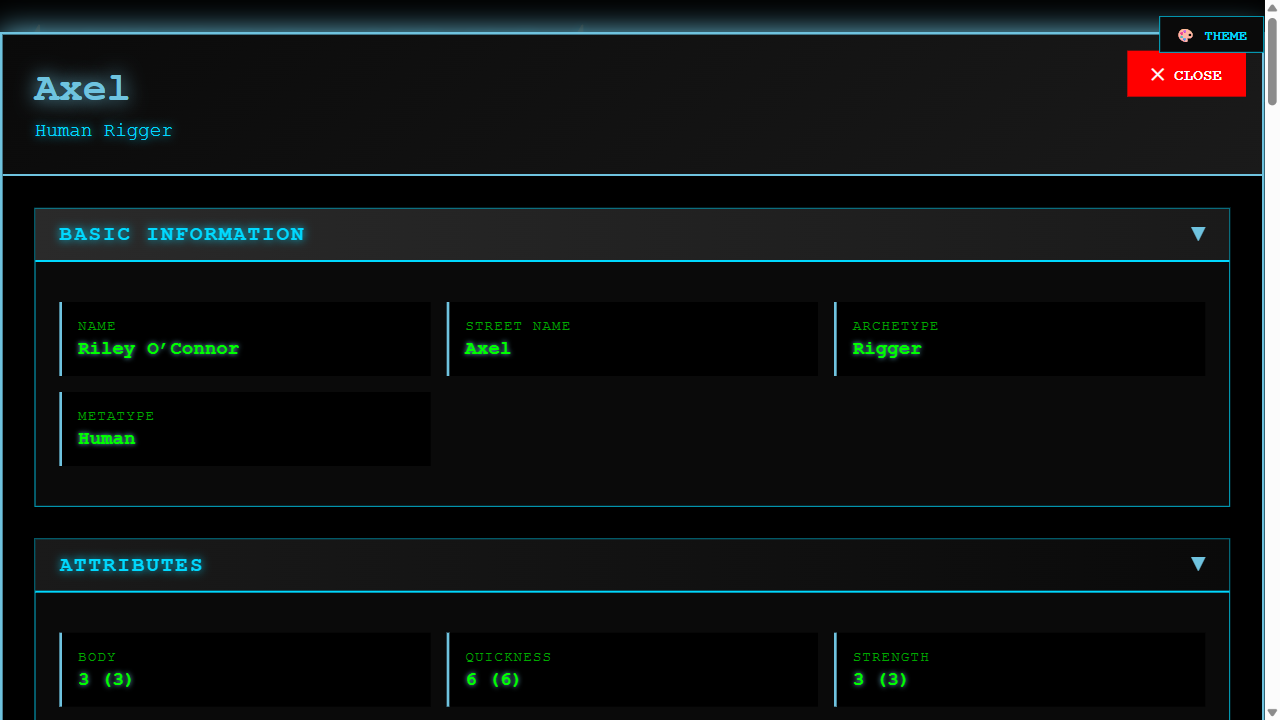 THEME
CLOSE
Axel
Human Rigger
BASIC INFORMATION
NAME
Riley O'Connor
STREET NAME
Axel
ARCHETYPE
Rigger
METATYPE
Human
ATTRIBUTES
BODY
3 (3)
QUICKNESS
6 (6)
STRENGTH
3 (3)